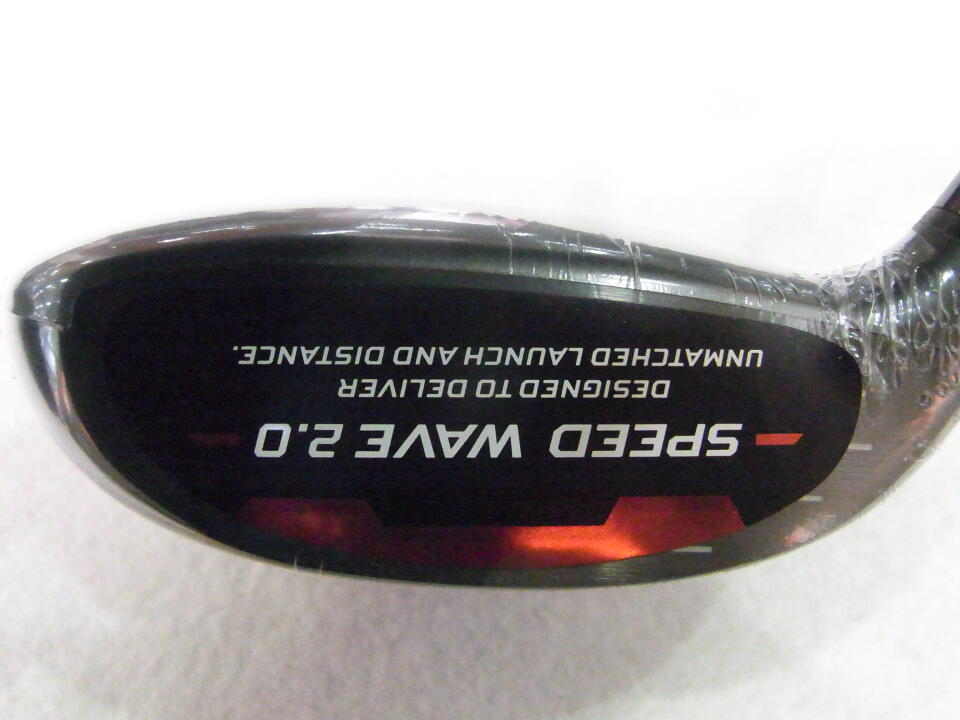 SPEED WAVE 2.0
DESIGNED TO DELIVER
UNMATCHED LAUNCH AND DISTANCE.